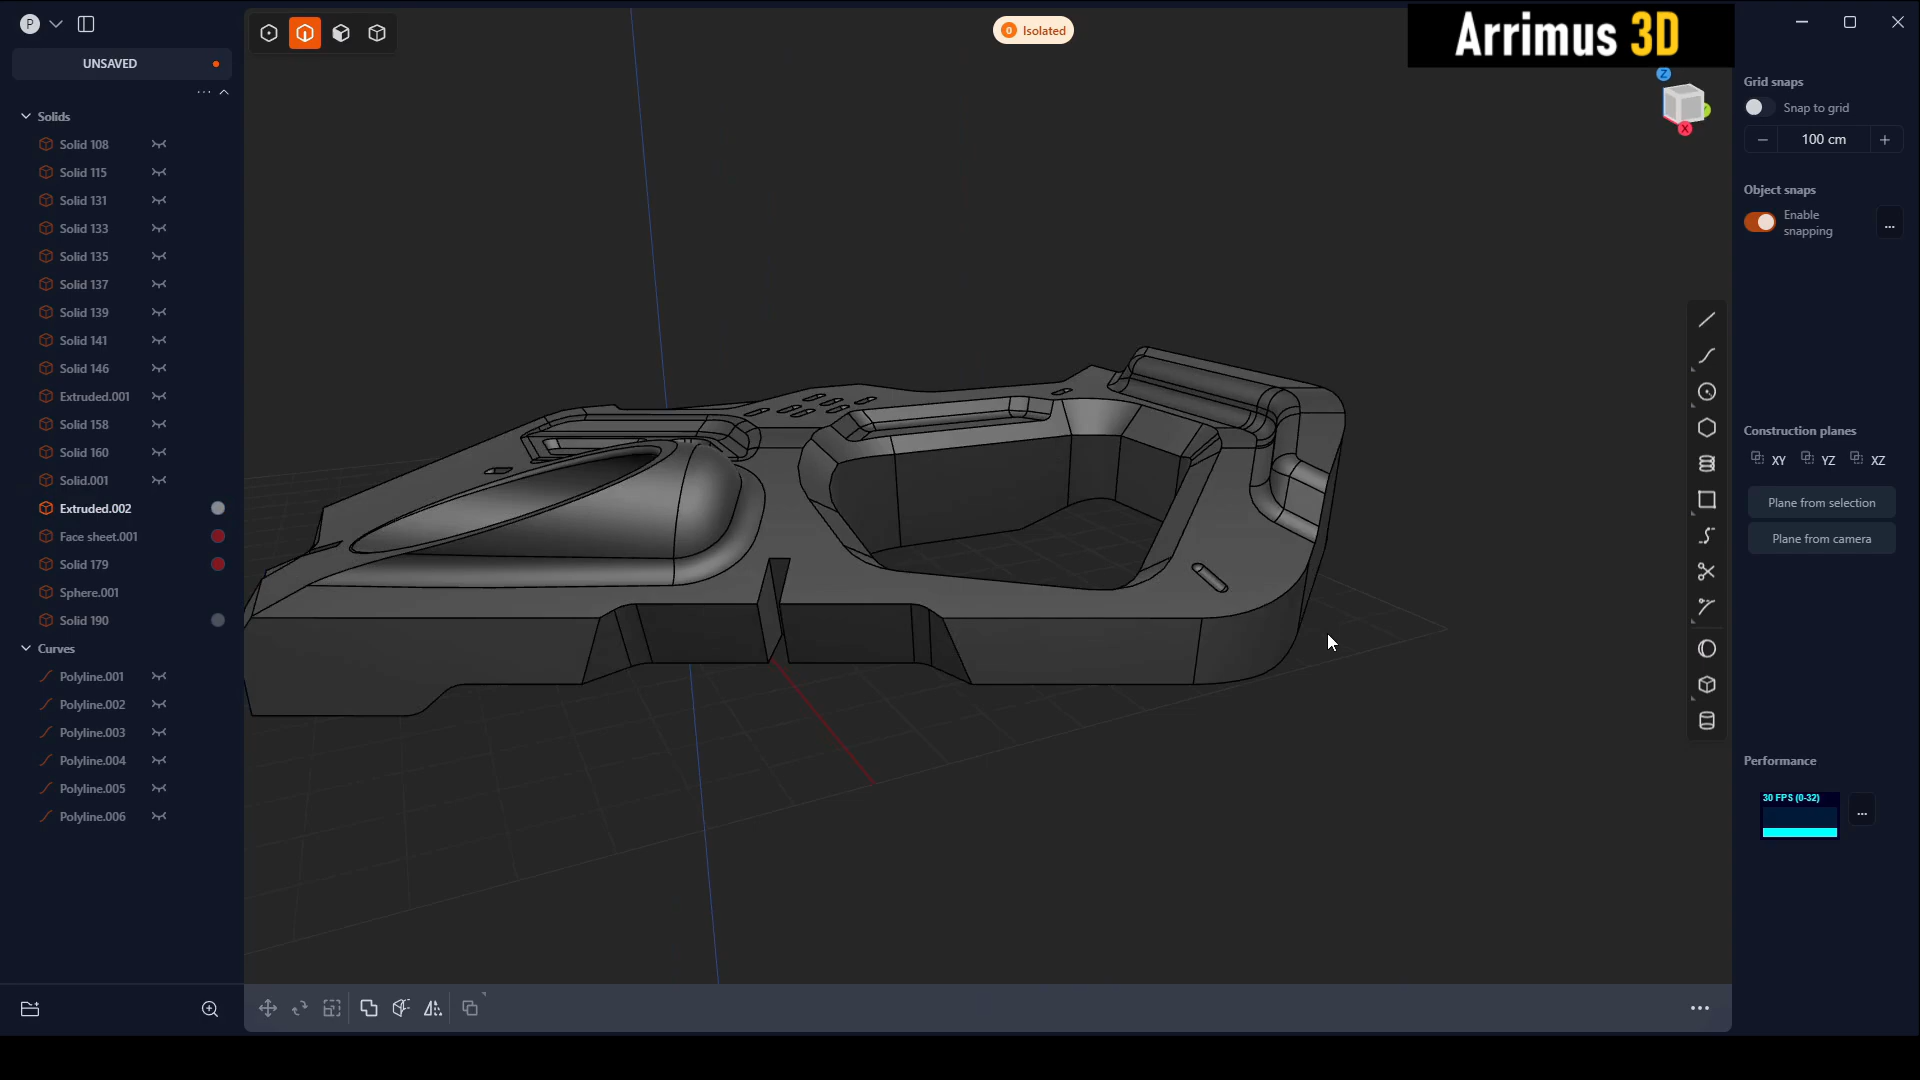 P
UNSAVED
Solids
Solid 108
Solid 115
Solid 131
Solid 133
Solid 135
Solid 137
Solid 139
Solid 141
Solid 146
Extruded.001
Solid 158
Solid 160
Solid.001
Extruded.002
Face sheet.001
Solid 179
Sphere.001
Solid 190
Curves
Polyline.001
Polyline.002
Polyline.003
Polyline.004
Polyline.005
Polyline.006
0 Isolated
Arrimus 3D
Z
X
Grid snaps
Snap to grid
100 cm
Object snaps
Enable
snapping
...
Construction planes
XY YZ XZ
Plane from selection
Plane from camera
Performance
30 FPS (0-32)
...